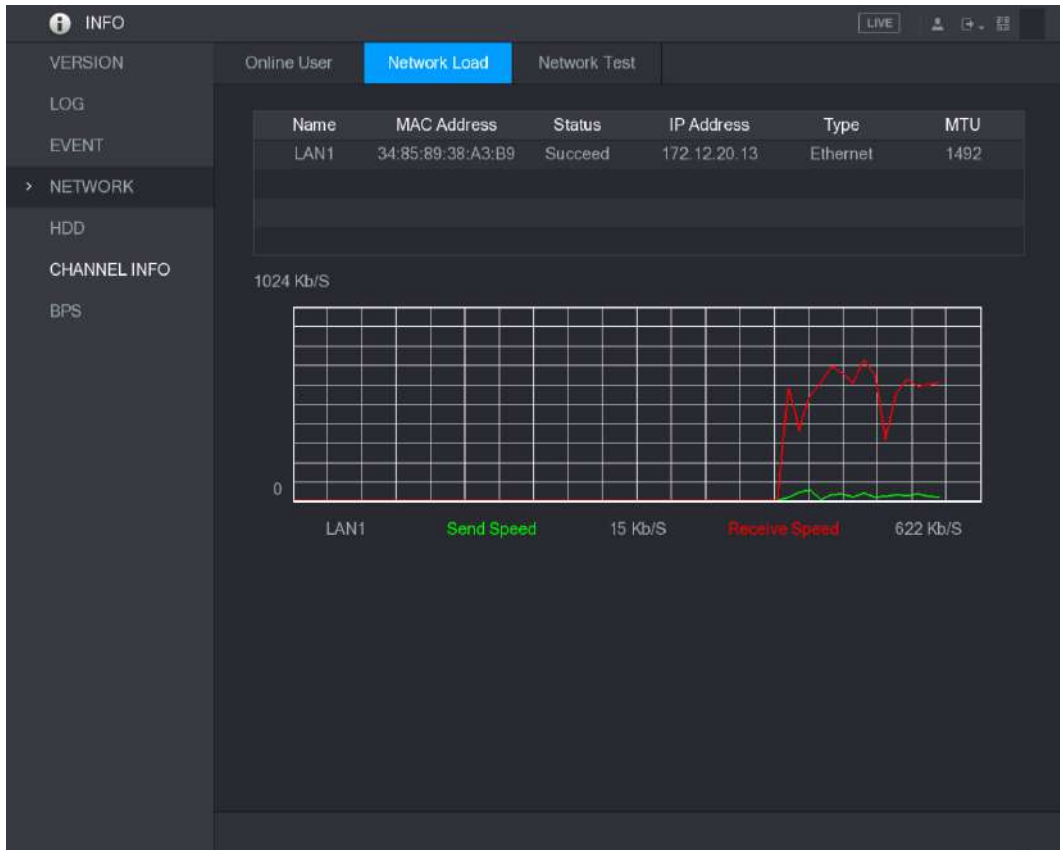 INFO LIVE
VERSION
LOG
EVENT
NETWORK
HDD
CHANNEL INFO
BPS
Online User Network Load Network Test
Name MAC Address Status IP Address Type MTU
LAN1 34:85:89:38:A3:B9 Succeed 172.12.20.13 Ethernet 1492
1024 Kb/S
0
LAN1 Send Speed 15 Kb/S Receive Speed 622 Kb/S